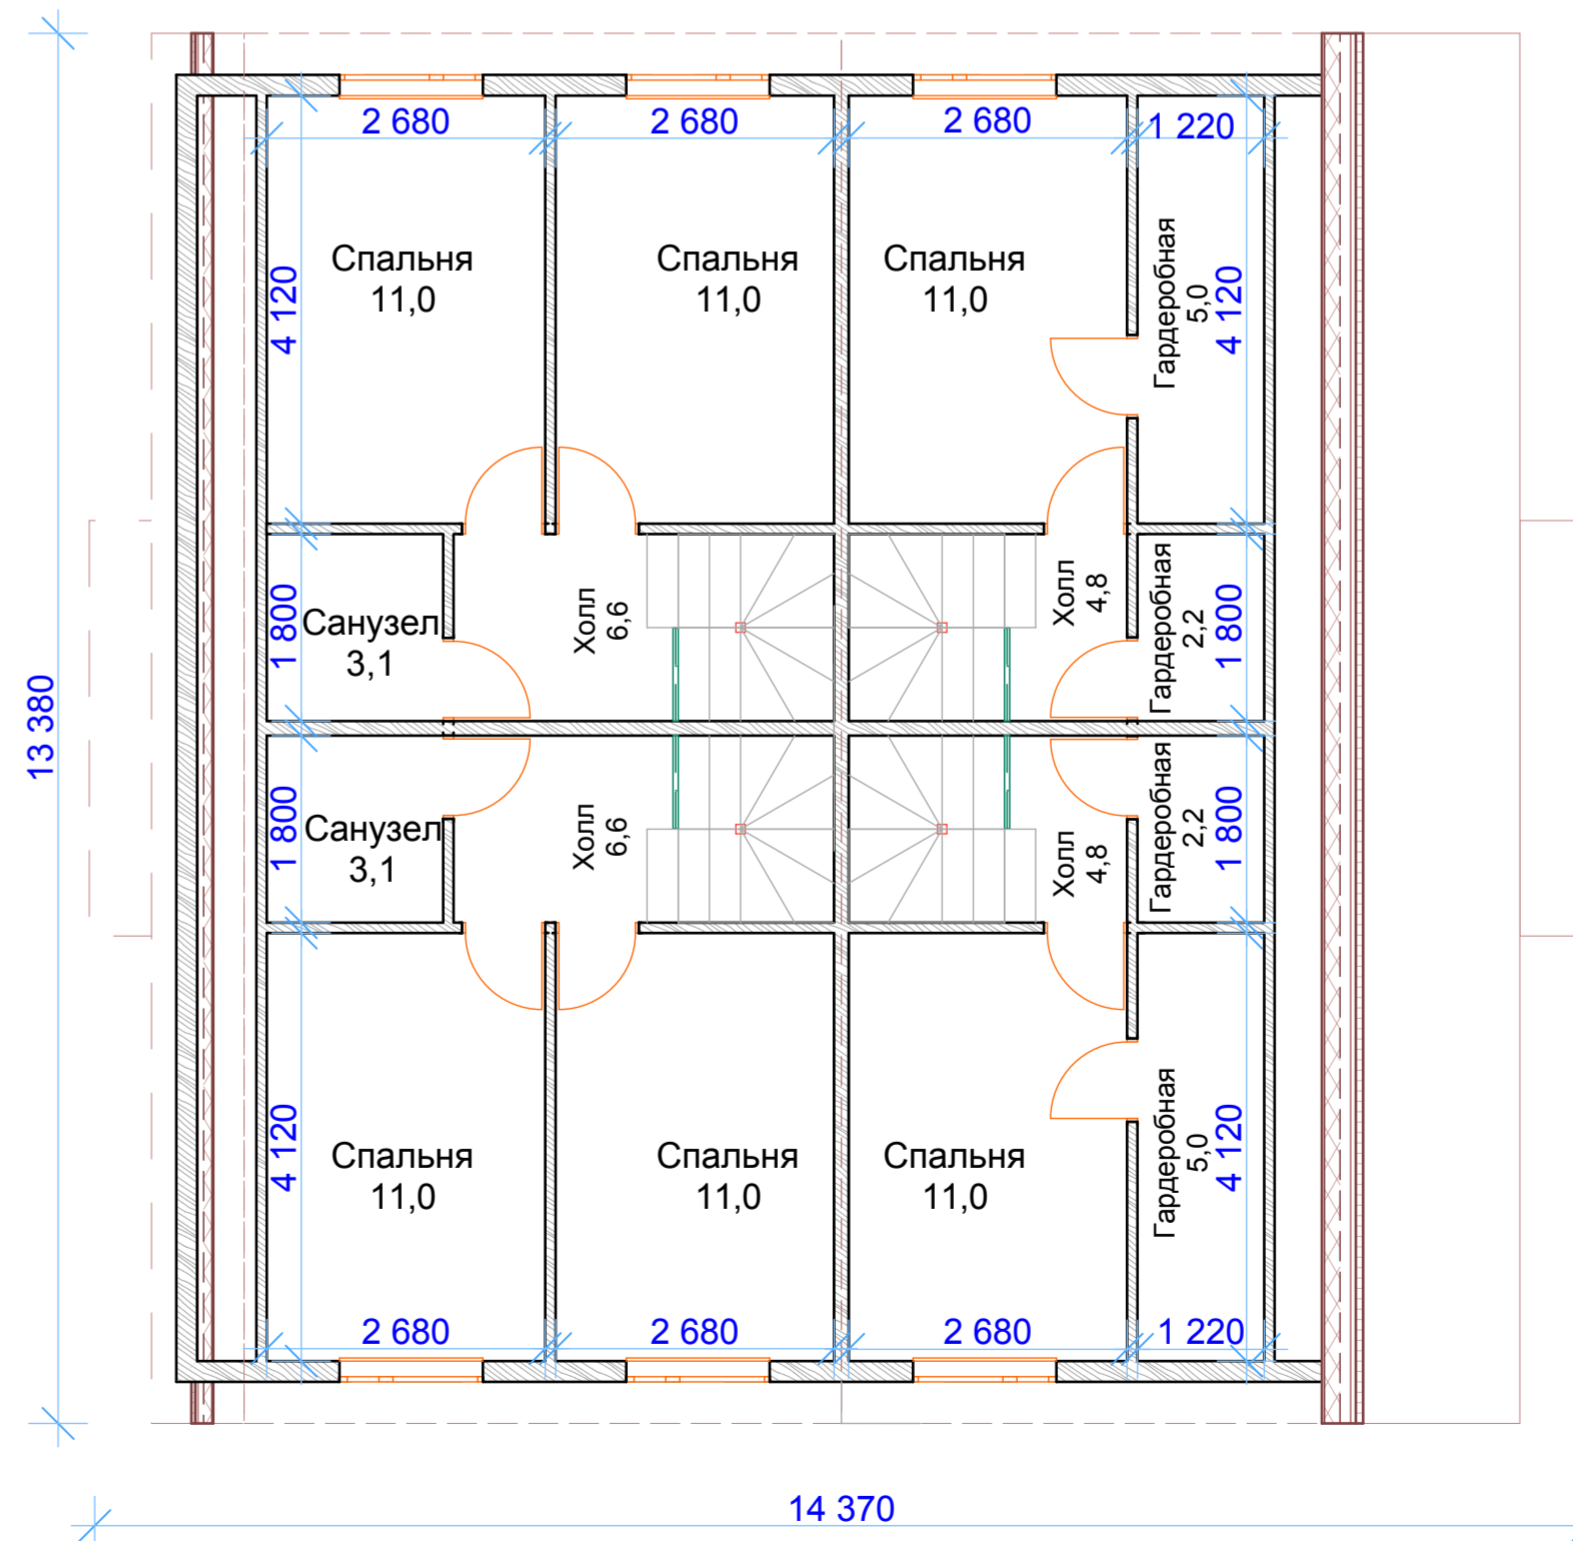 2 680
2 680
2 680
1 220
Спальня
11,0
Спальня
11,0
Спальня
11,0
Гардеробная
5,0
4 120
4 120
Санузел
3,1
1 800
Холл
6,6
Холл
4,8
Гардеробная
2,2
1 800
13 380
Санузел
3,1
1 800
Холл
6,6
Холл
4,8
Гардеробная
2,2
1 800
4 120
Спальня
11,0
Спальня
11,0
Спальня
11,0
Гардеробная
5,0
4 120
2 680
2 680
2 680
1 220
14 370